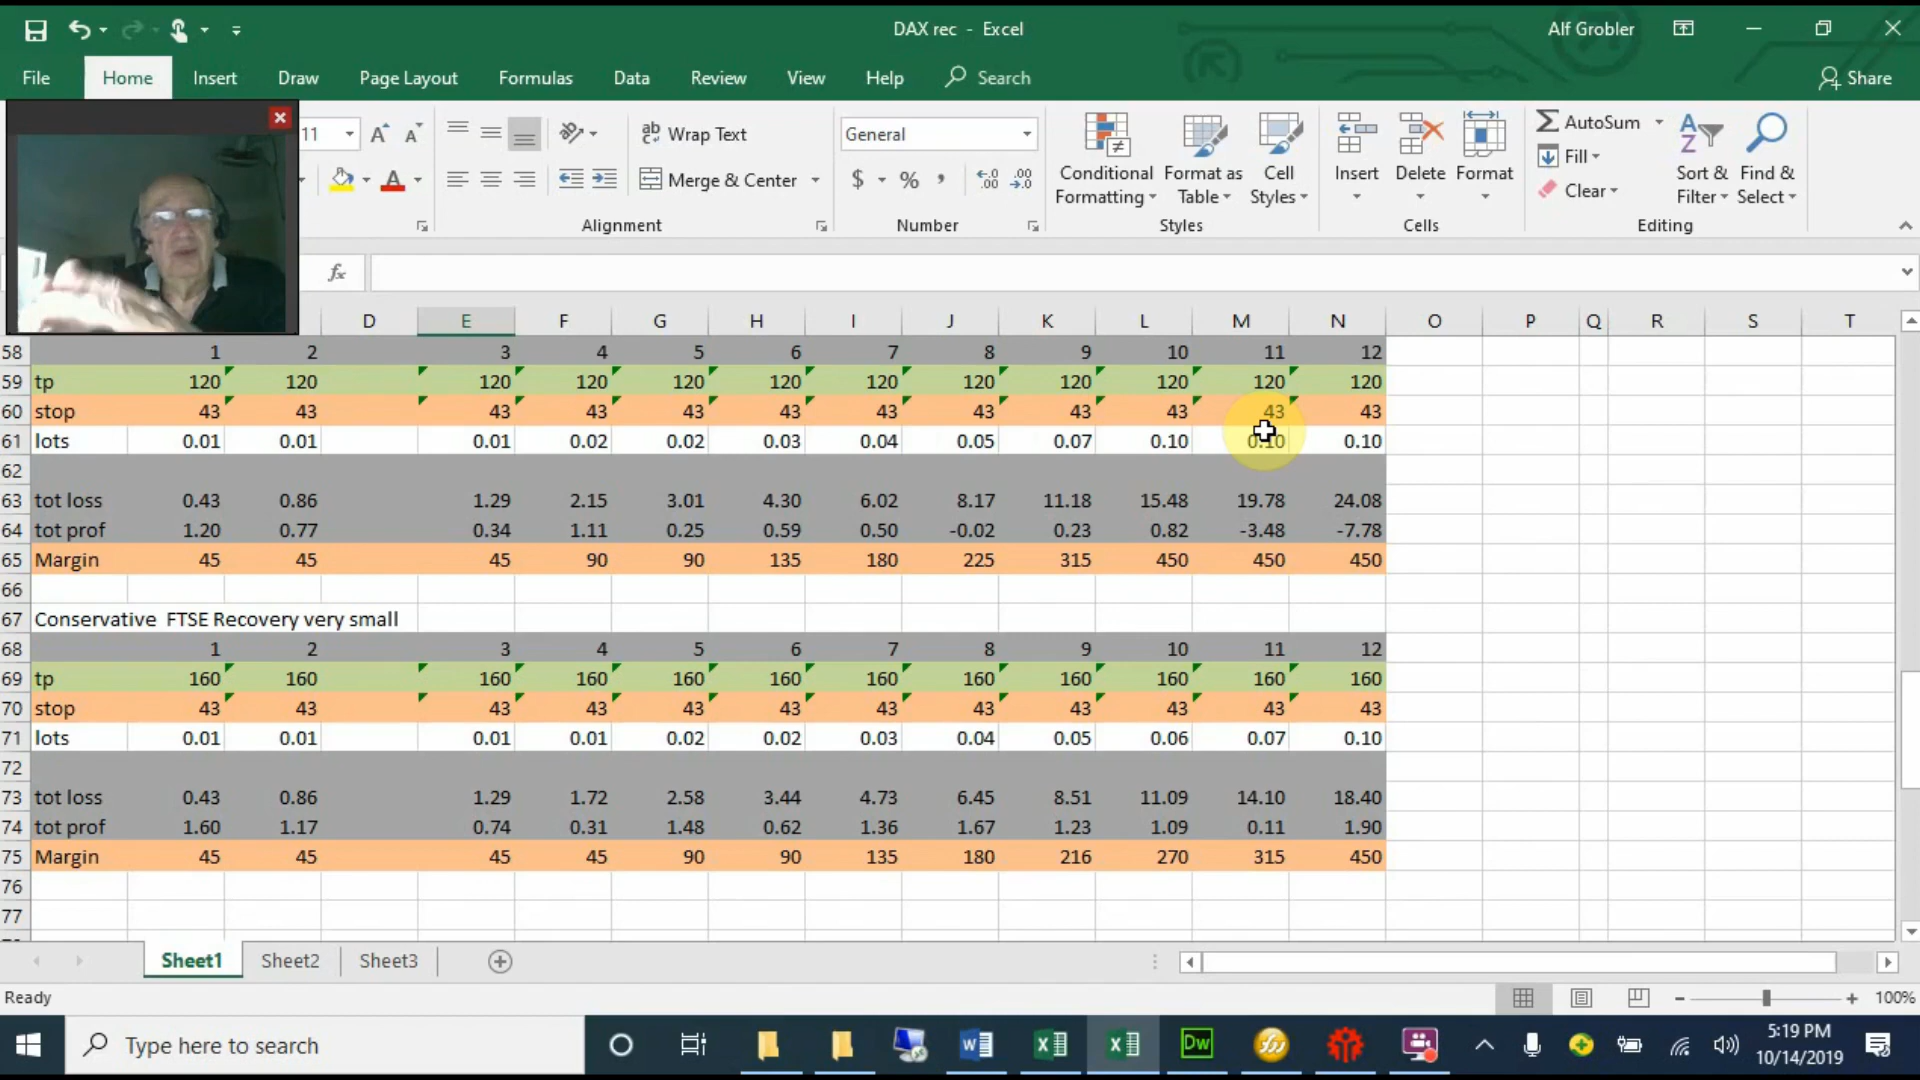 DAX rec - Excel
Alf Grobler
File Home Insert Draw Page Layout Formulas Data Review View Help Search Share
11 Wrap Text General AutoSum
Fill
Merge & Center $ % , Conditional Formatting Format as Table Cell Styles Insert Delete Format Clear Sort & Filter Find & Select
Alignment Number Styles Cells Editing
fx
D E F G H I J K L M N O P Q R S T
58 1 2 3 4 5 6 7 8 9 10 11 12
59 tp 120 120 120 120 120 120 120 120 120 120 120 120
60 stop 43 43 43 43 43 43 43 43 43 43 43 43
61 lots 0.01 0.01 0.01 0.02 0.02 0.03 0.04 0.05 0.07 0.10 0.10 0.10
62
63 tot loss 0.43 0.86 1.29 2.15 3.01 4.30 6.02 8.17 11.18 15.48 19.78 24.08
64 tot prof 1.20 0.77 0.34 1.11 0.25 0.59 0.50 -0.02 0.23 0.82 -3.48 -7.78
65 Margin 45 45 45 90 90 135 180 225 315 450 450 450
66
67 Conservative FTSE Recovery very small
68 1 2 3 4 5 6 7 8 9 10 11 12
69 tp 160 160 160 160 160 160 160 160 160 160 160 160
70 stop 43 43 43 43 43 43 43 43 43 43 43 43
71 lots 0.01 0.01 0.01 0.01 0.02 0.02 0.03 0.04 0.05 0.06 0.07 0.10
72
73 tot loss 0.43 0.86 1.29 1.72 2.58 3.44 4.73 6.45 8.51 11.09 14.10 18.40
74 tot prof 1.60 1.17 0.74 0.31 1.48 0.62 1.36 1.67 1.23 1.09 0.11 1.90
75 Margin 45 45 45 45 90 90 135 180 216 270 315 450
76
77
Sheet1 Sheet2 Sheet3
Ready 100%
Type here to search
Dw
5:19 PM
10/14/2019